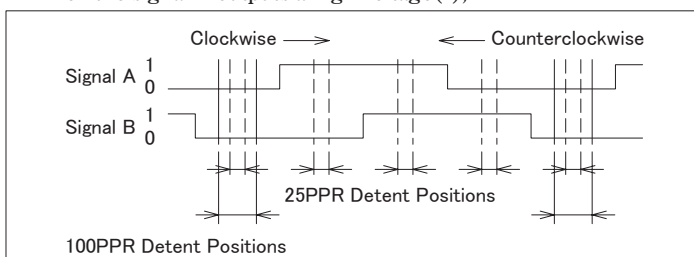 Clockwise Counterclockwise
Signal A 1
0
Signal B 1
0
25PPR Detent Positions
100PPR Detent Positions